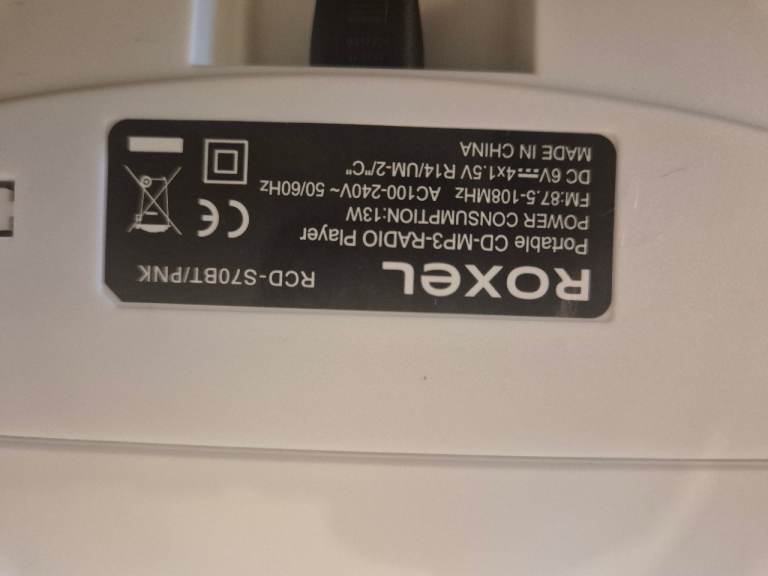 ROXEL RCD-S70BT/PNK
Portable CD-MP3-RADIO Player
POWER CONSUMPTION:13W
FM:87.5-108MHz AC100-240V~ 50/60Hz
DC 6V⎓4x1.5V R14/UM-2/"C"
MADE IN CHINA
CE